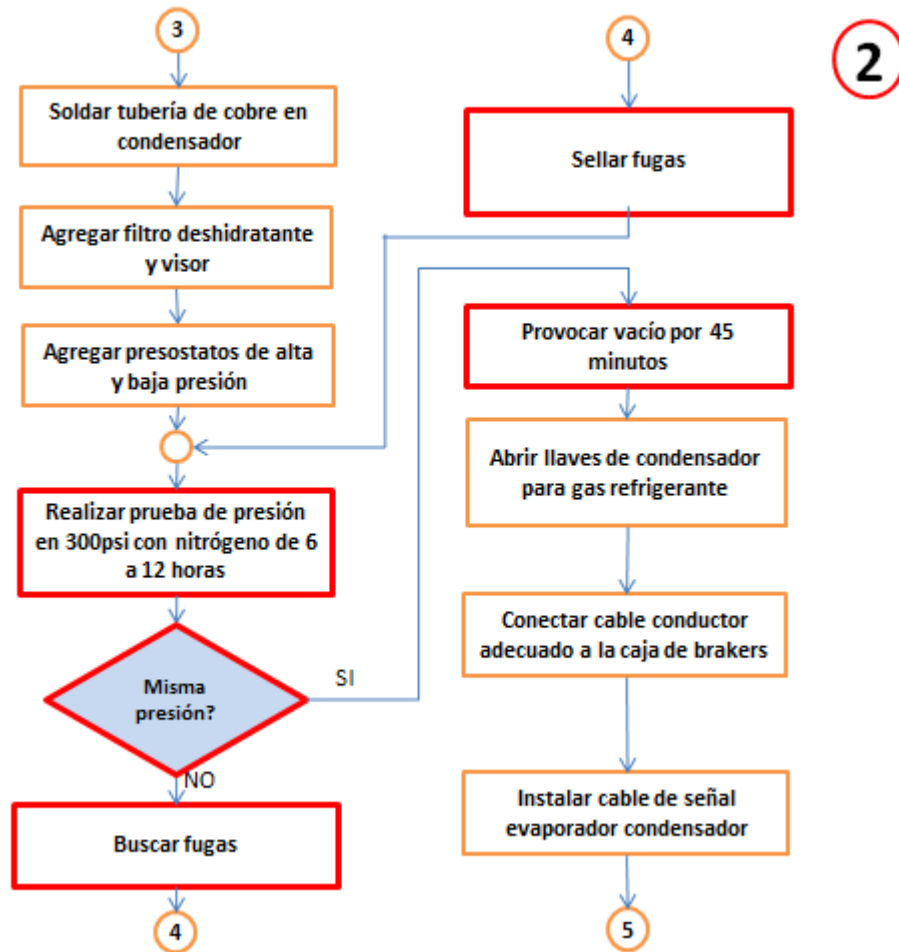 3
Soldar tubería de cobre en
condensador
Agregar filtro deshidratante
y visor
Agregar presostatos de alta
y baja presión
Realizar prueba de presión
en 300psi con nitrógeno de 6
a 12 horas
Misma
presión?
SI
NO
Buscar fugas
4
4
Sellar fugas
Provocar vacío por 45
minutos
Abrir llaves de condensador
para gas refrigerante
Conectar cable conductor
adecuado a la caja de brakers
Instalar cable de señal
evaporador condensador
5
2